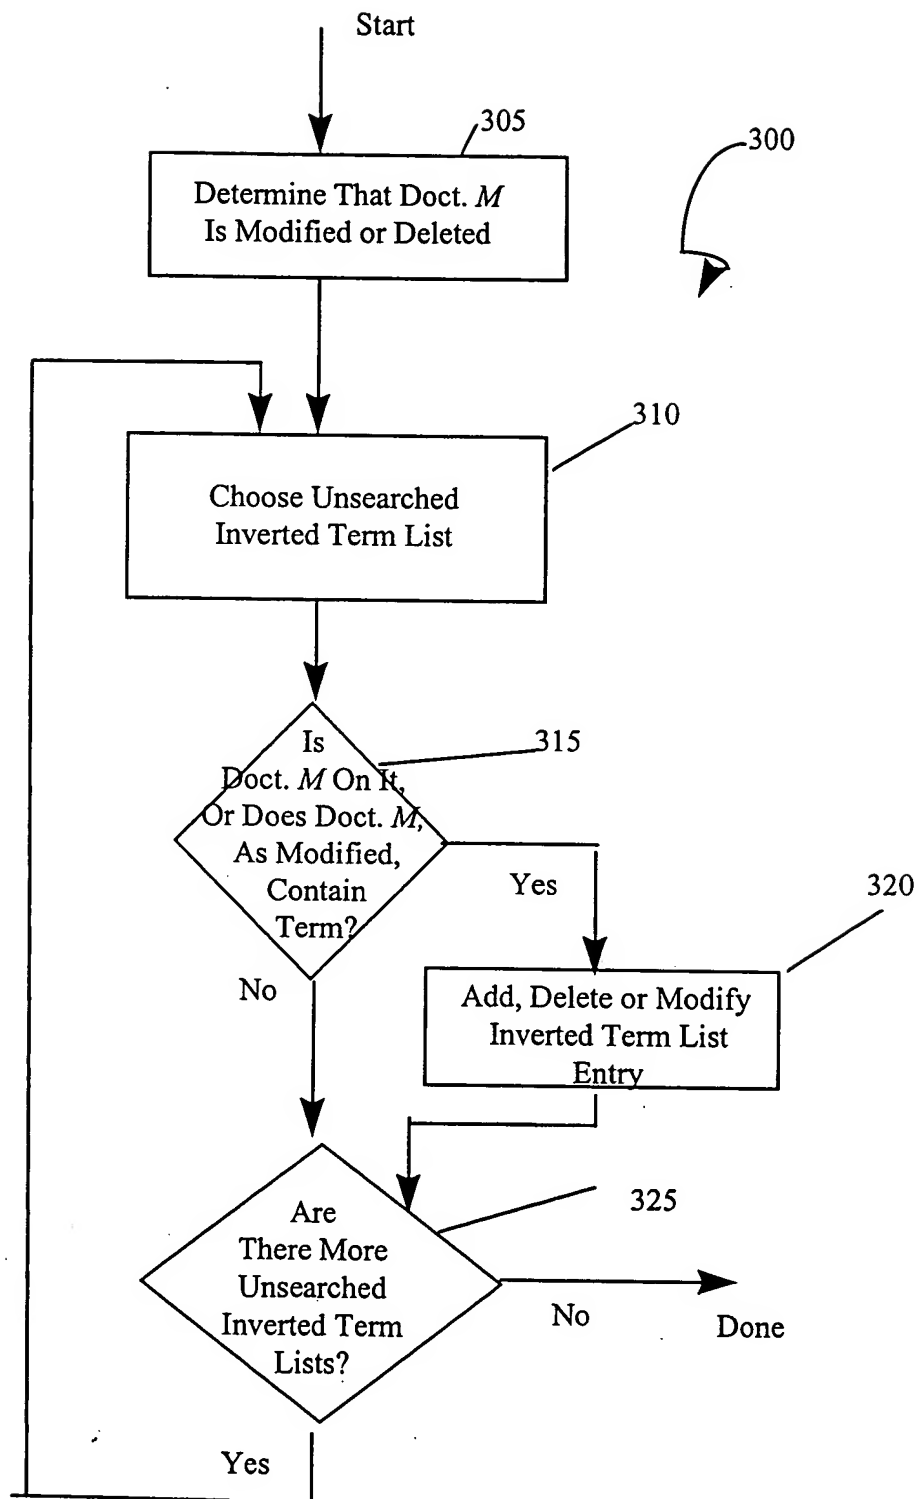 Start
305
300
Determine That Doct. M
Is Modified or Deleted
310
Choose Unsearched
Inverted Term List
315
Is
Doct. M On It,
Or Does Doct. M,
As Modified,
Contain
Term?
Yes
320
No
Add, Delete or Modify
Inverted Term List
Entry
325
Are
There More
Unsearched
Inverted Term
Lists?
No
Done
Yes